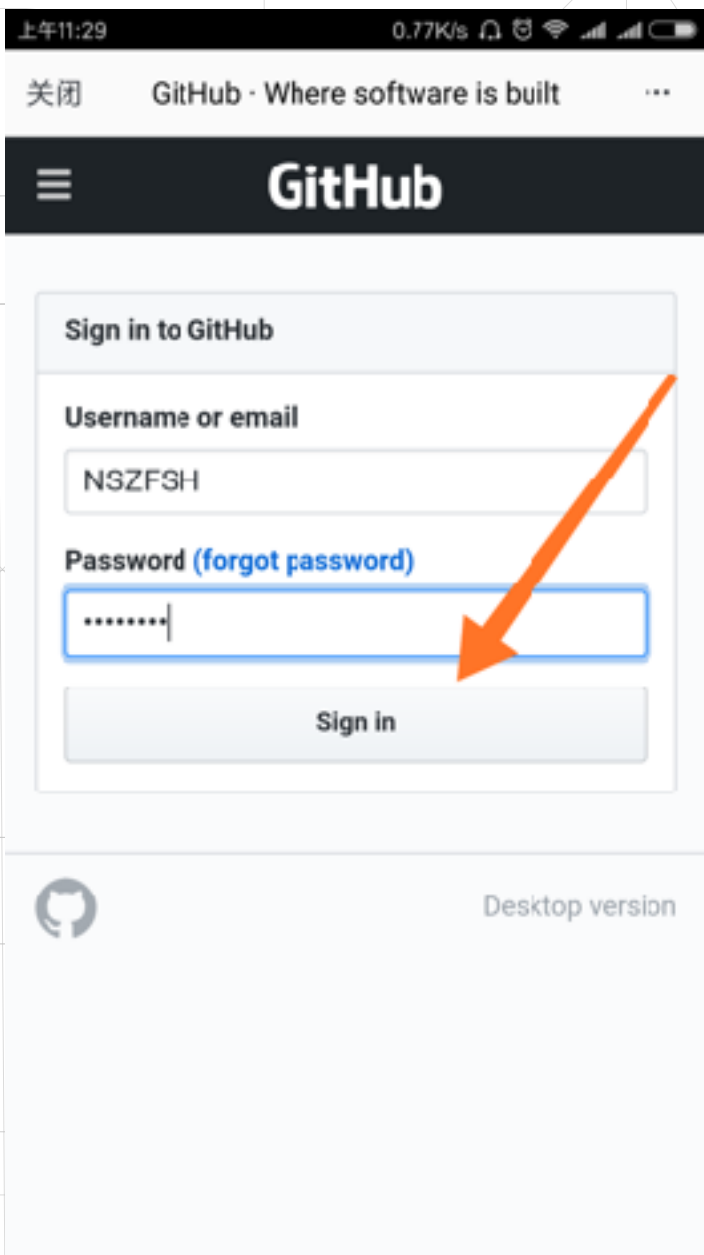 上午11:29 0.77K/s
关闭 GitHub · Where software is built ···
GitHub
Sign in to GitHub
Username or email
NSZFSH
Password (forgot password)
••••••••
Sign in
Desktop version